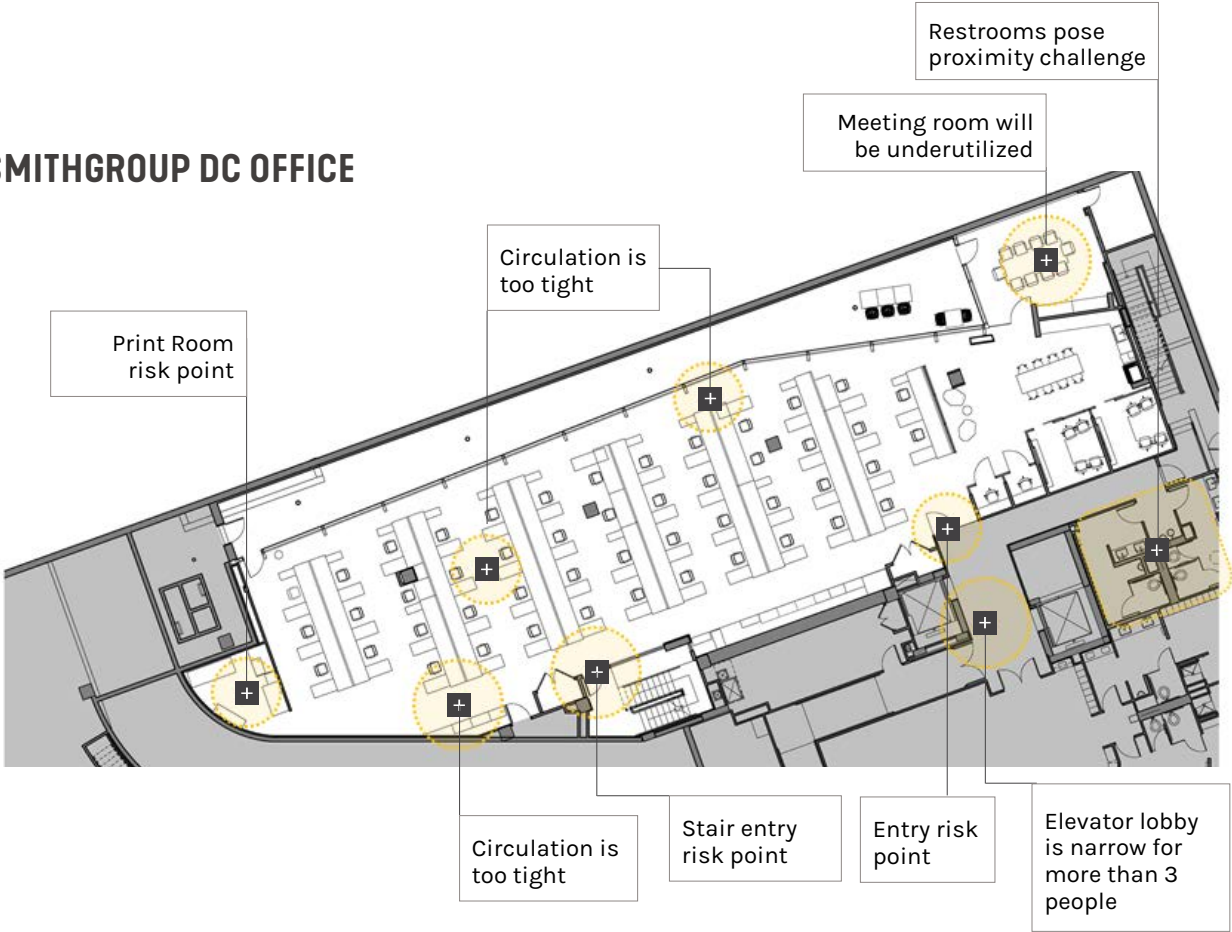 Restrooms pose
proximity challenge
Meeting room will
be underutilized
SMITHGROUP DC OFFICE
Circulation is
too tight
Print Room
risk point
Circulation is
too tight
Stair entry
risk point
Entry risk
point
Elevator lobby
is narrow for
more than 3
people